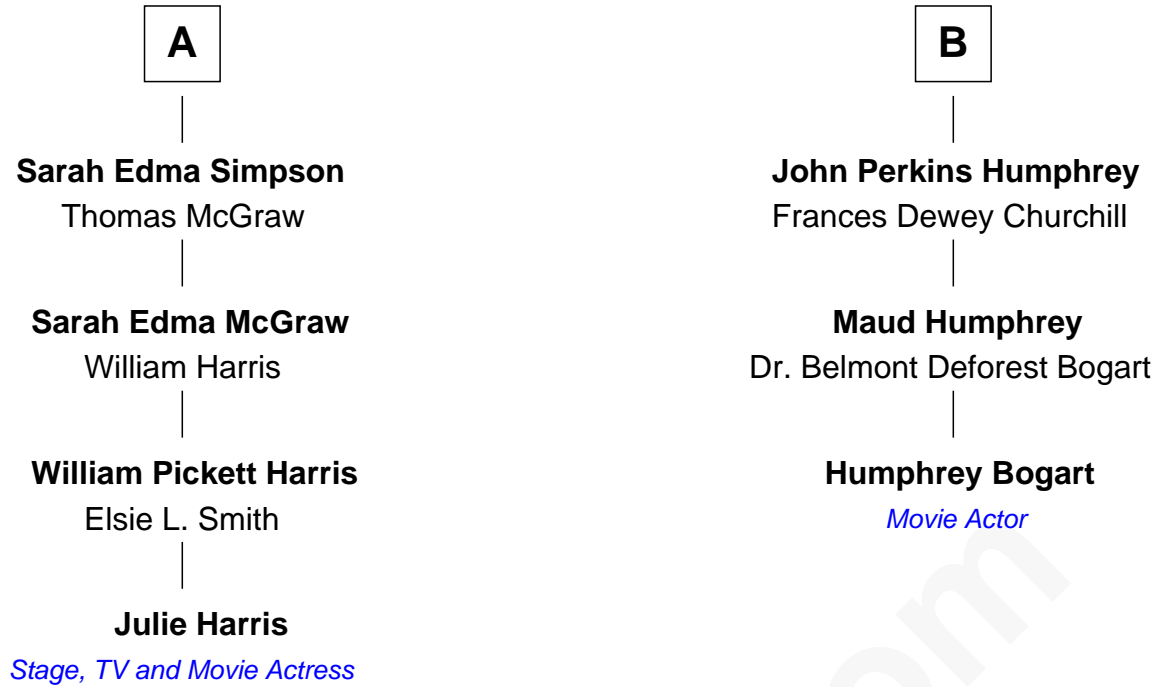 A
Sarah Edma Simpson
Thomas McGraw
Sarah Edma McGraw
William Harris
William Pickett Harris
Elsie L. Smith
Julie Harris
Stage, TV and Movie Actress
B
John Perkins Humphrey
Frances Dewey Churchill
Maud Humphrey
Dr. Belmont Deforest Bogart
Humphrey Bogart
Movie Actor
om